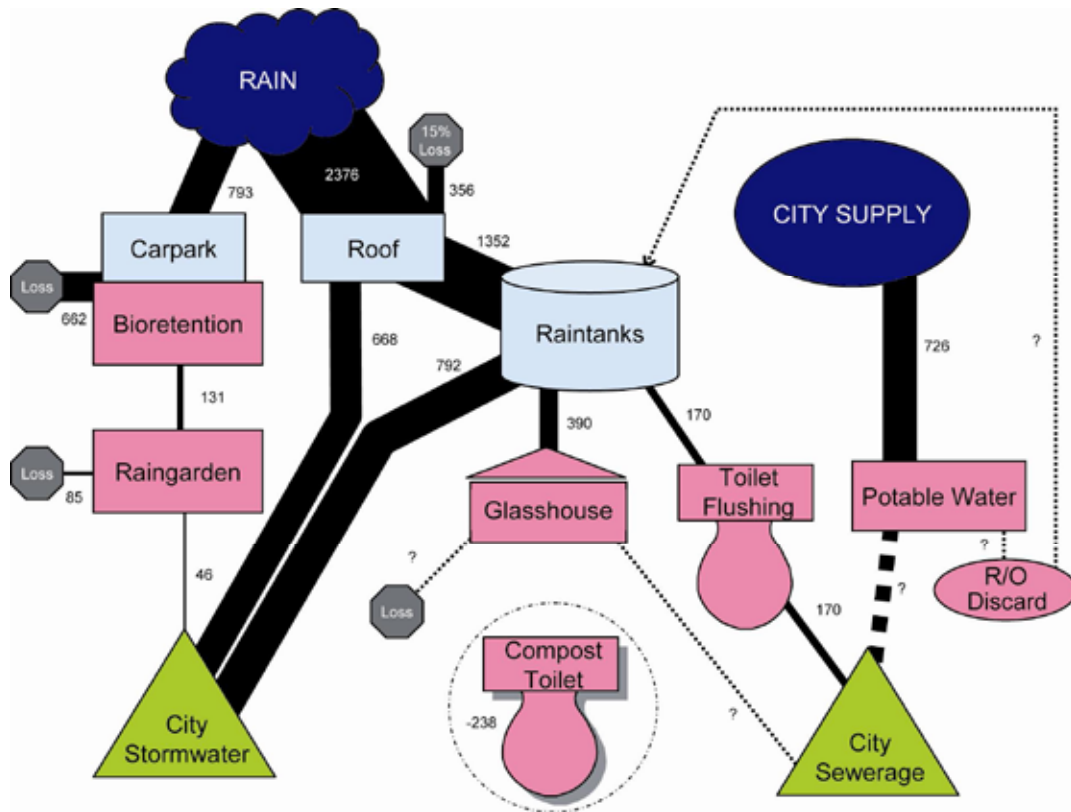 RAIN
15%
Loss
2376
356
793
CITY SUPPLY
1352
Carpark
Roof
Loss
662
Bioretention
Raintanks
668
792
726
?
131
390
170
Loss
85
Raingarden
Toilet
Flushing
Potable Water
Glasshouse
?
?
?
R/O
Discard
46
Loss
170
Compost
Toilet
-238
?
City
Stormwater
City
Sewerage